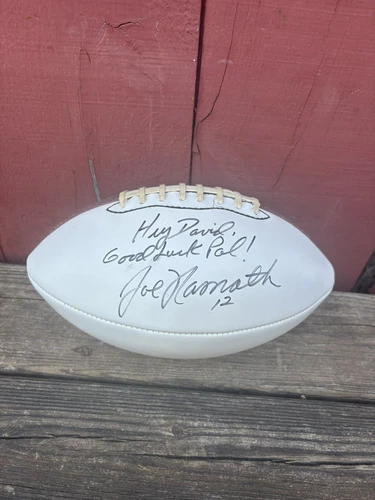 Hey David,
Good Luck Pal!
Joe Namath
12